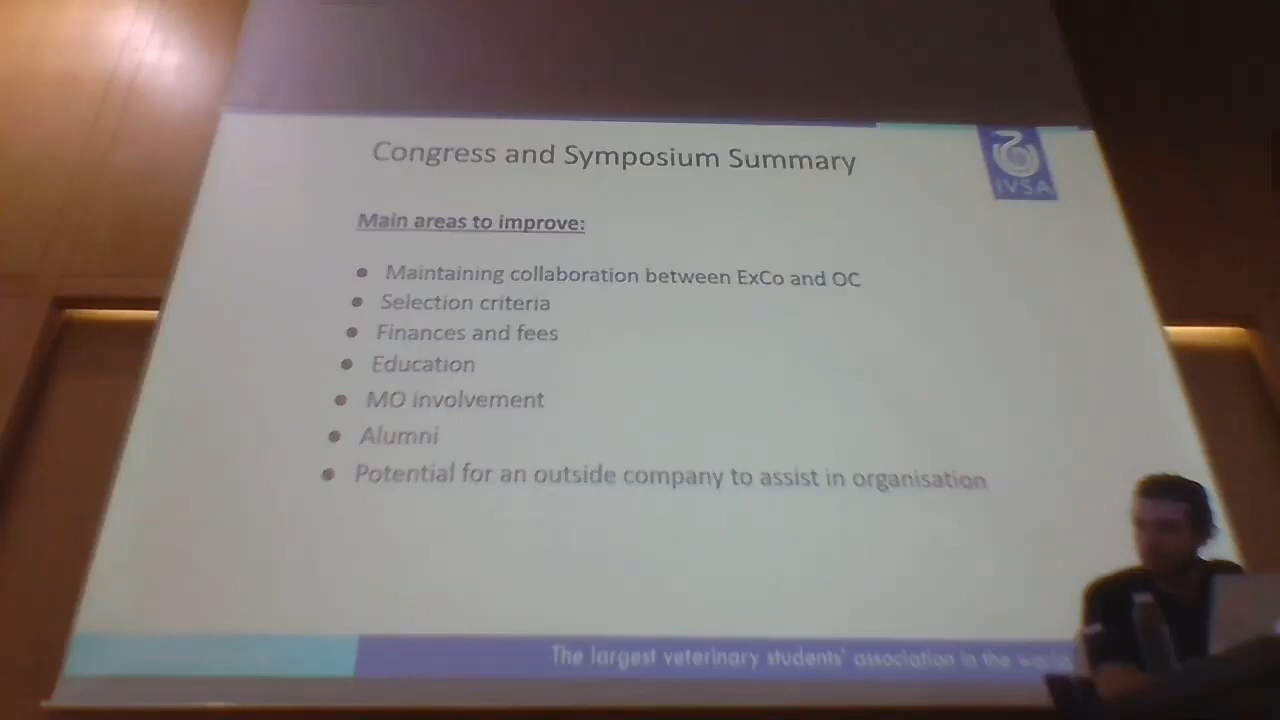 Congress and Symposium Summary
IVSA
Main areas to improve:
● Maintaining collaboration between ExCo and OC
● Selection criteria
● Finances and fees
● Education
● MO involvement
● Alumni
● Potential for an outside company to assist in organisation
The largest veterinary students' association in the world